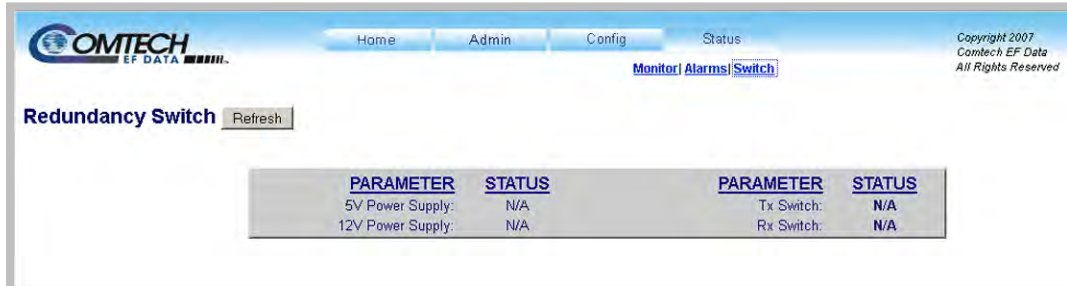 COMTECH
EF DATA
Home Admin Config Status
Monitor| Alarms| Switch
Copyright 2007
Comtech EF Data
All Rights Reserved
Redundancy Switch Refresh
PARAMETER STATUS PARAMETER STATUS
5V Power Supply: N/A Tx Switch: N/A
12V Power Supply: N/A Rx Switch: N/A